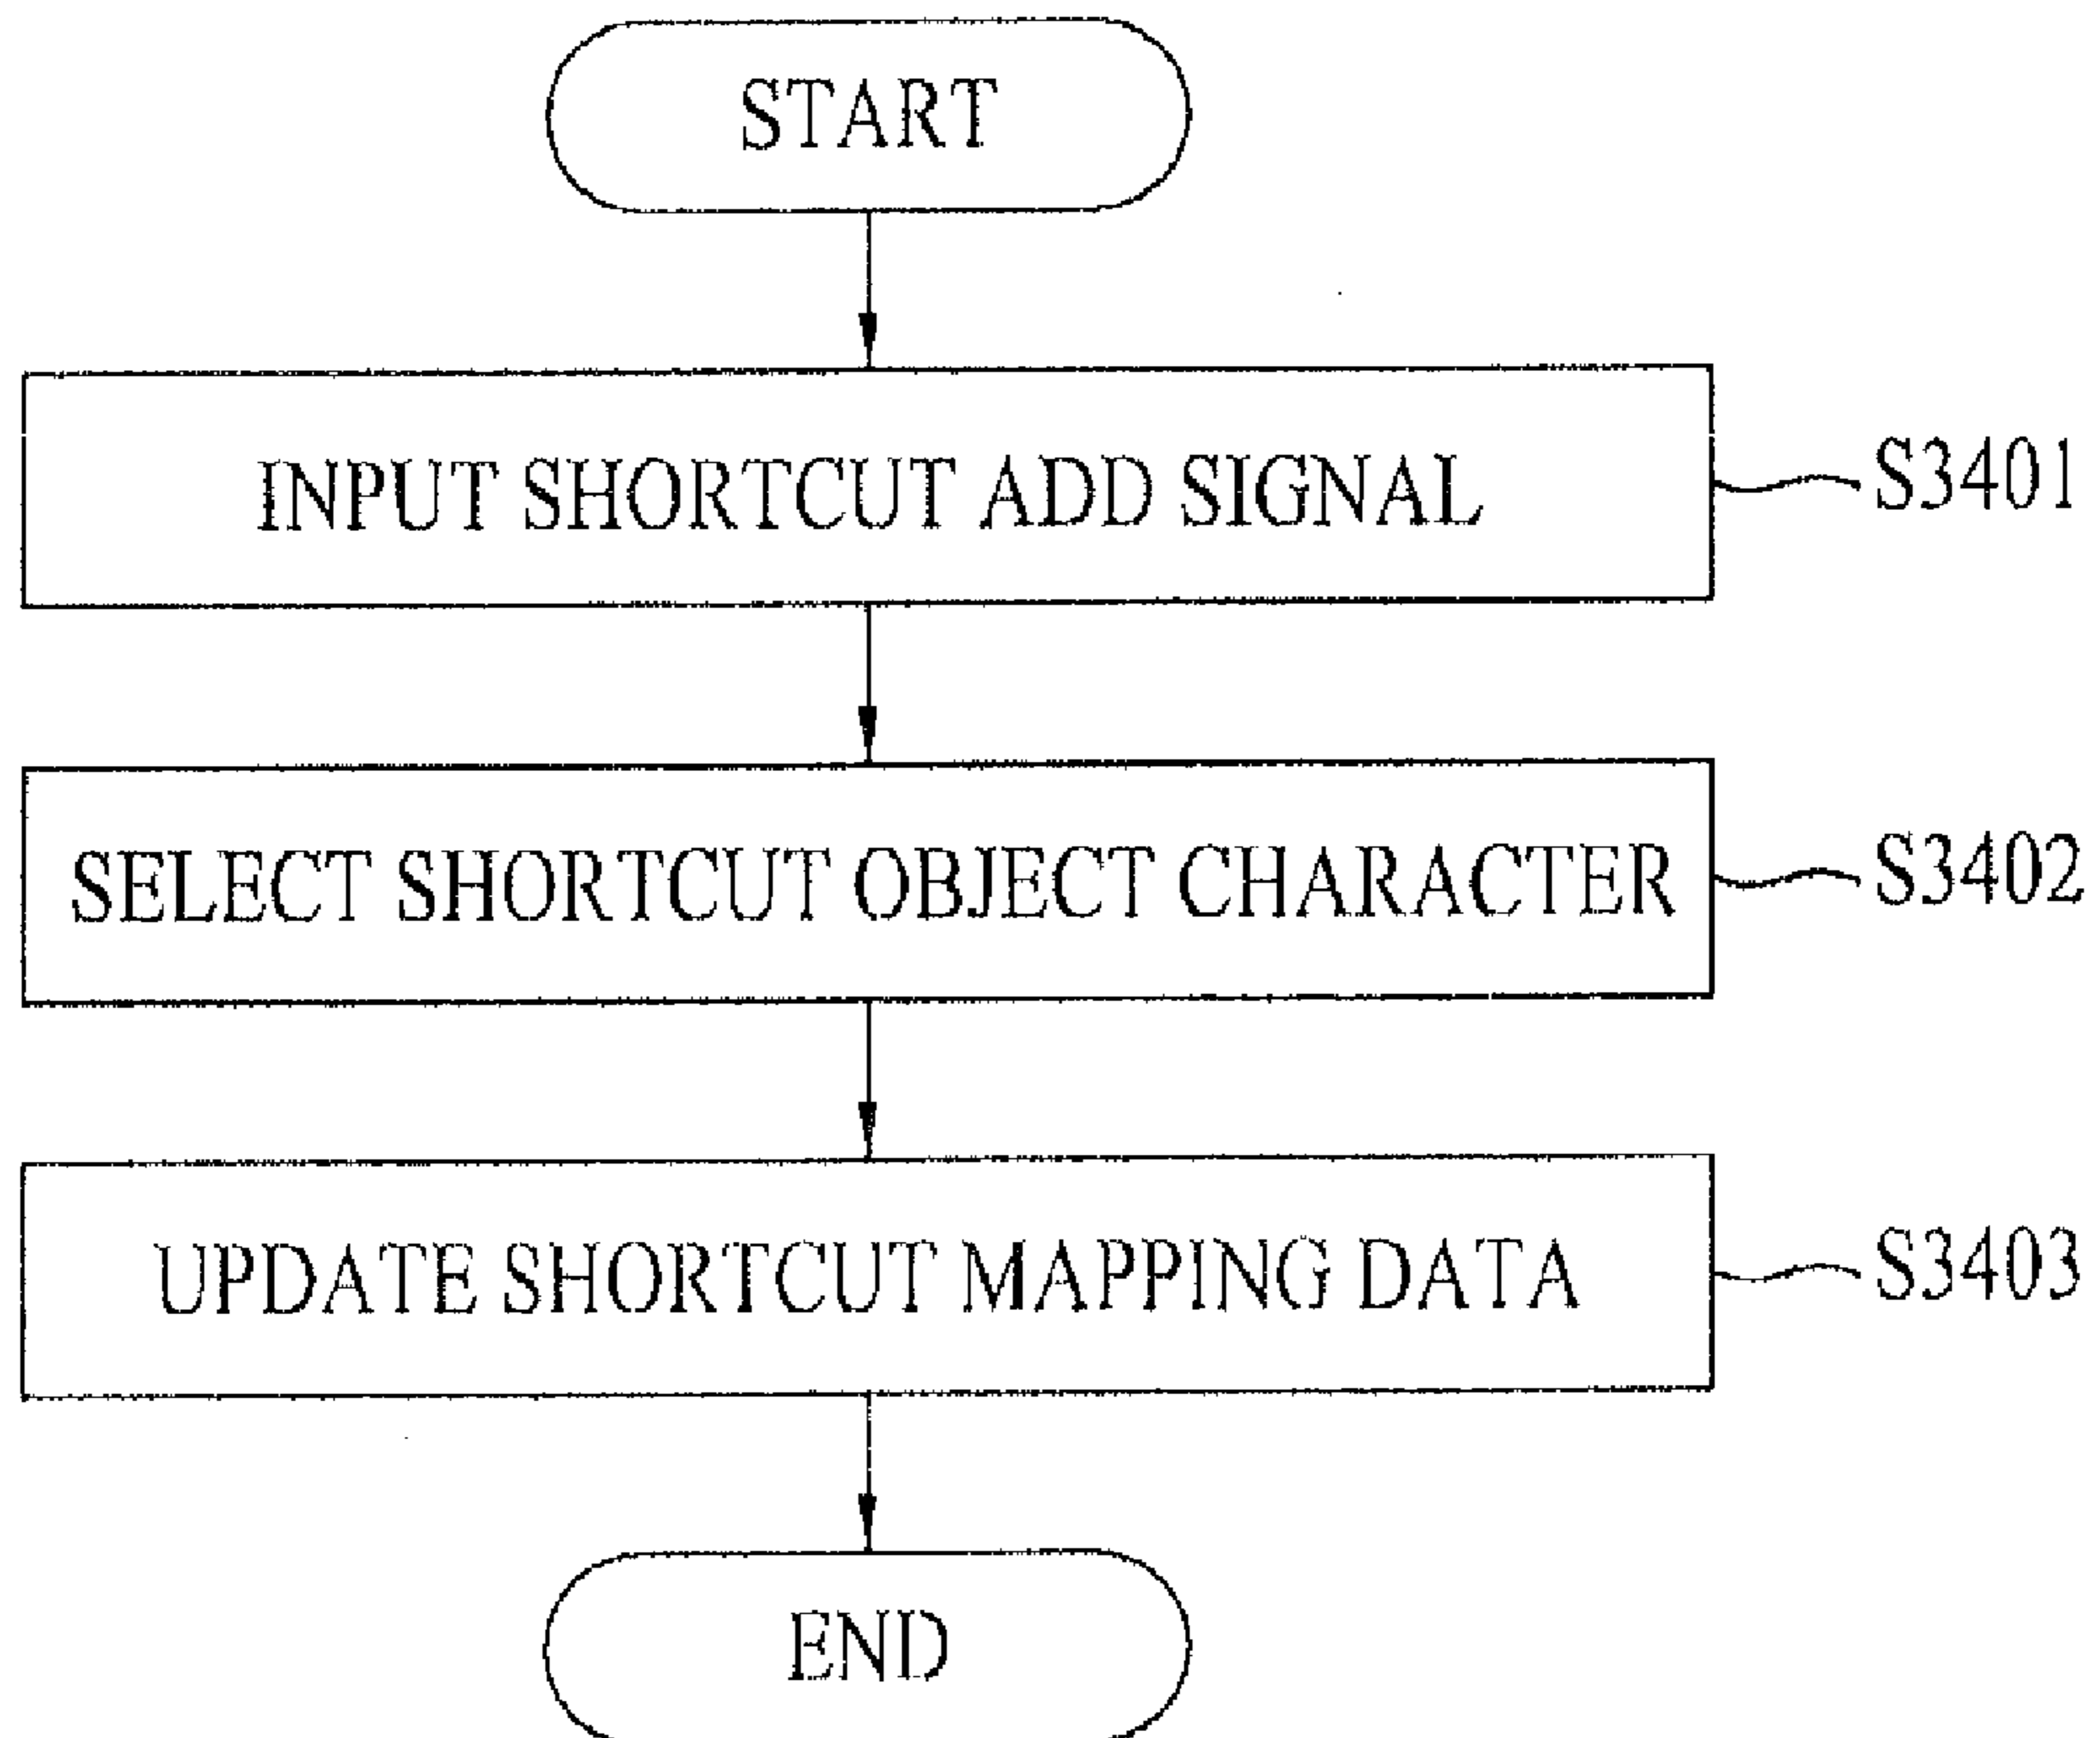 START
INPUT SHORTCUT ADD SIGNAL
S3401
SELECT SHORTCUT OBJECT CHARACTER
S3402
UPDATE SHORTCUT MAPPING DATA
S3403
END